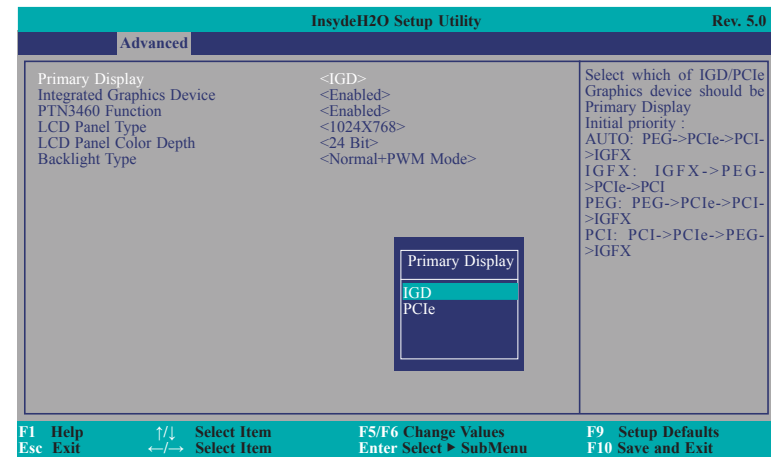 InsydeH2O Setup Utility Rev. 5.0
Advanced
Primary Display <IGD>
Integrated Graphics Device <Enabled>
PTN3460 Function <Enabled>
LCD Panel Type <1024X768>
LCD Panel Color Depth <24 Bit>
Backlight Type <Normal+PWM Mode>
Select which of IGD/PCIe
Graphics device should be
Primary Display
Initial priority :
AUTO: PEG->PCIe->PCI-
>IGFX
IGFX: IGFX->PEG-
>PCIe->PCI
PEG: PEG->PCIe->PCI-
>IGFX
PCI: PCI->PCIe->PEG-
>IGFX
Primary Display
IGD
PCIe
F1 Help ↑/↓ Select Item F5/F6 Change Values F9 Setup Defaults
Esc Exit ←/→ Select Item Enter Select ► SubMenu F10 Save and Exit